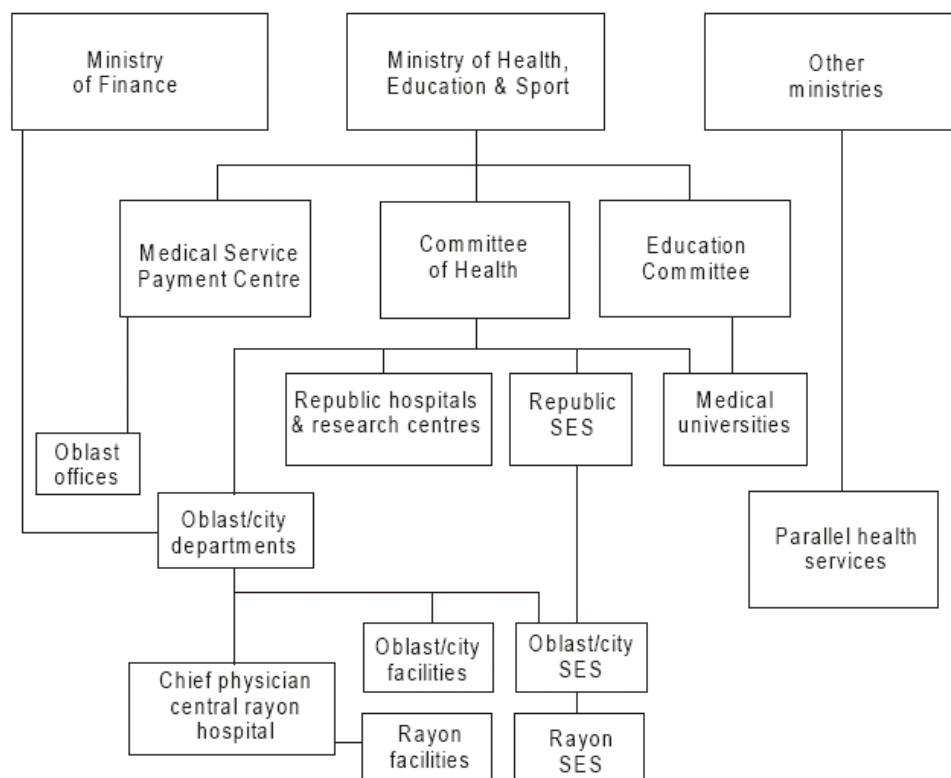 Ministry
of Finance
Ministry of Health,
Education & Sport
Other
ministries
Medical Service
Payment Centre
Committee
of Health
Education
Committee
Republic hospitals
& research centres
Republic
SES
Medical
universities
Oblast
offices
Oblast/city
departments
Parallel health
services
Oblast/city
facilities
Oblast/city
SES
Chief physician
central rayon
hospital
Rayon
facilities
Rayon
SES